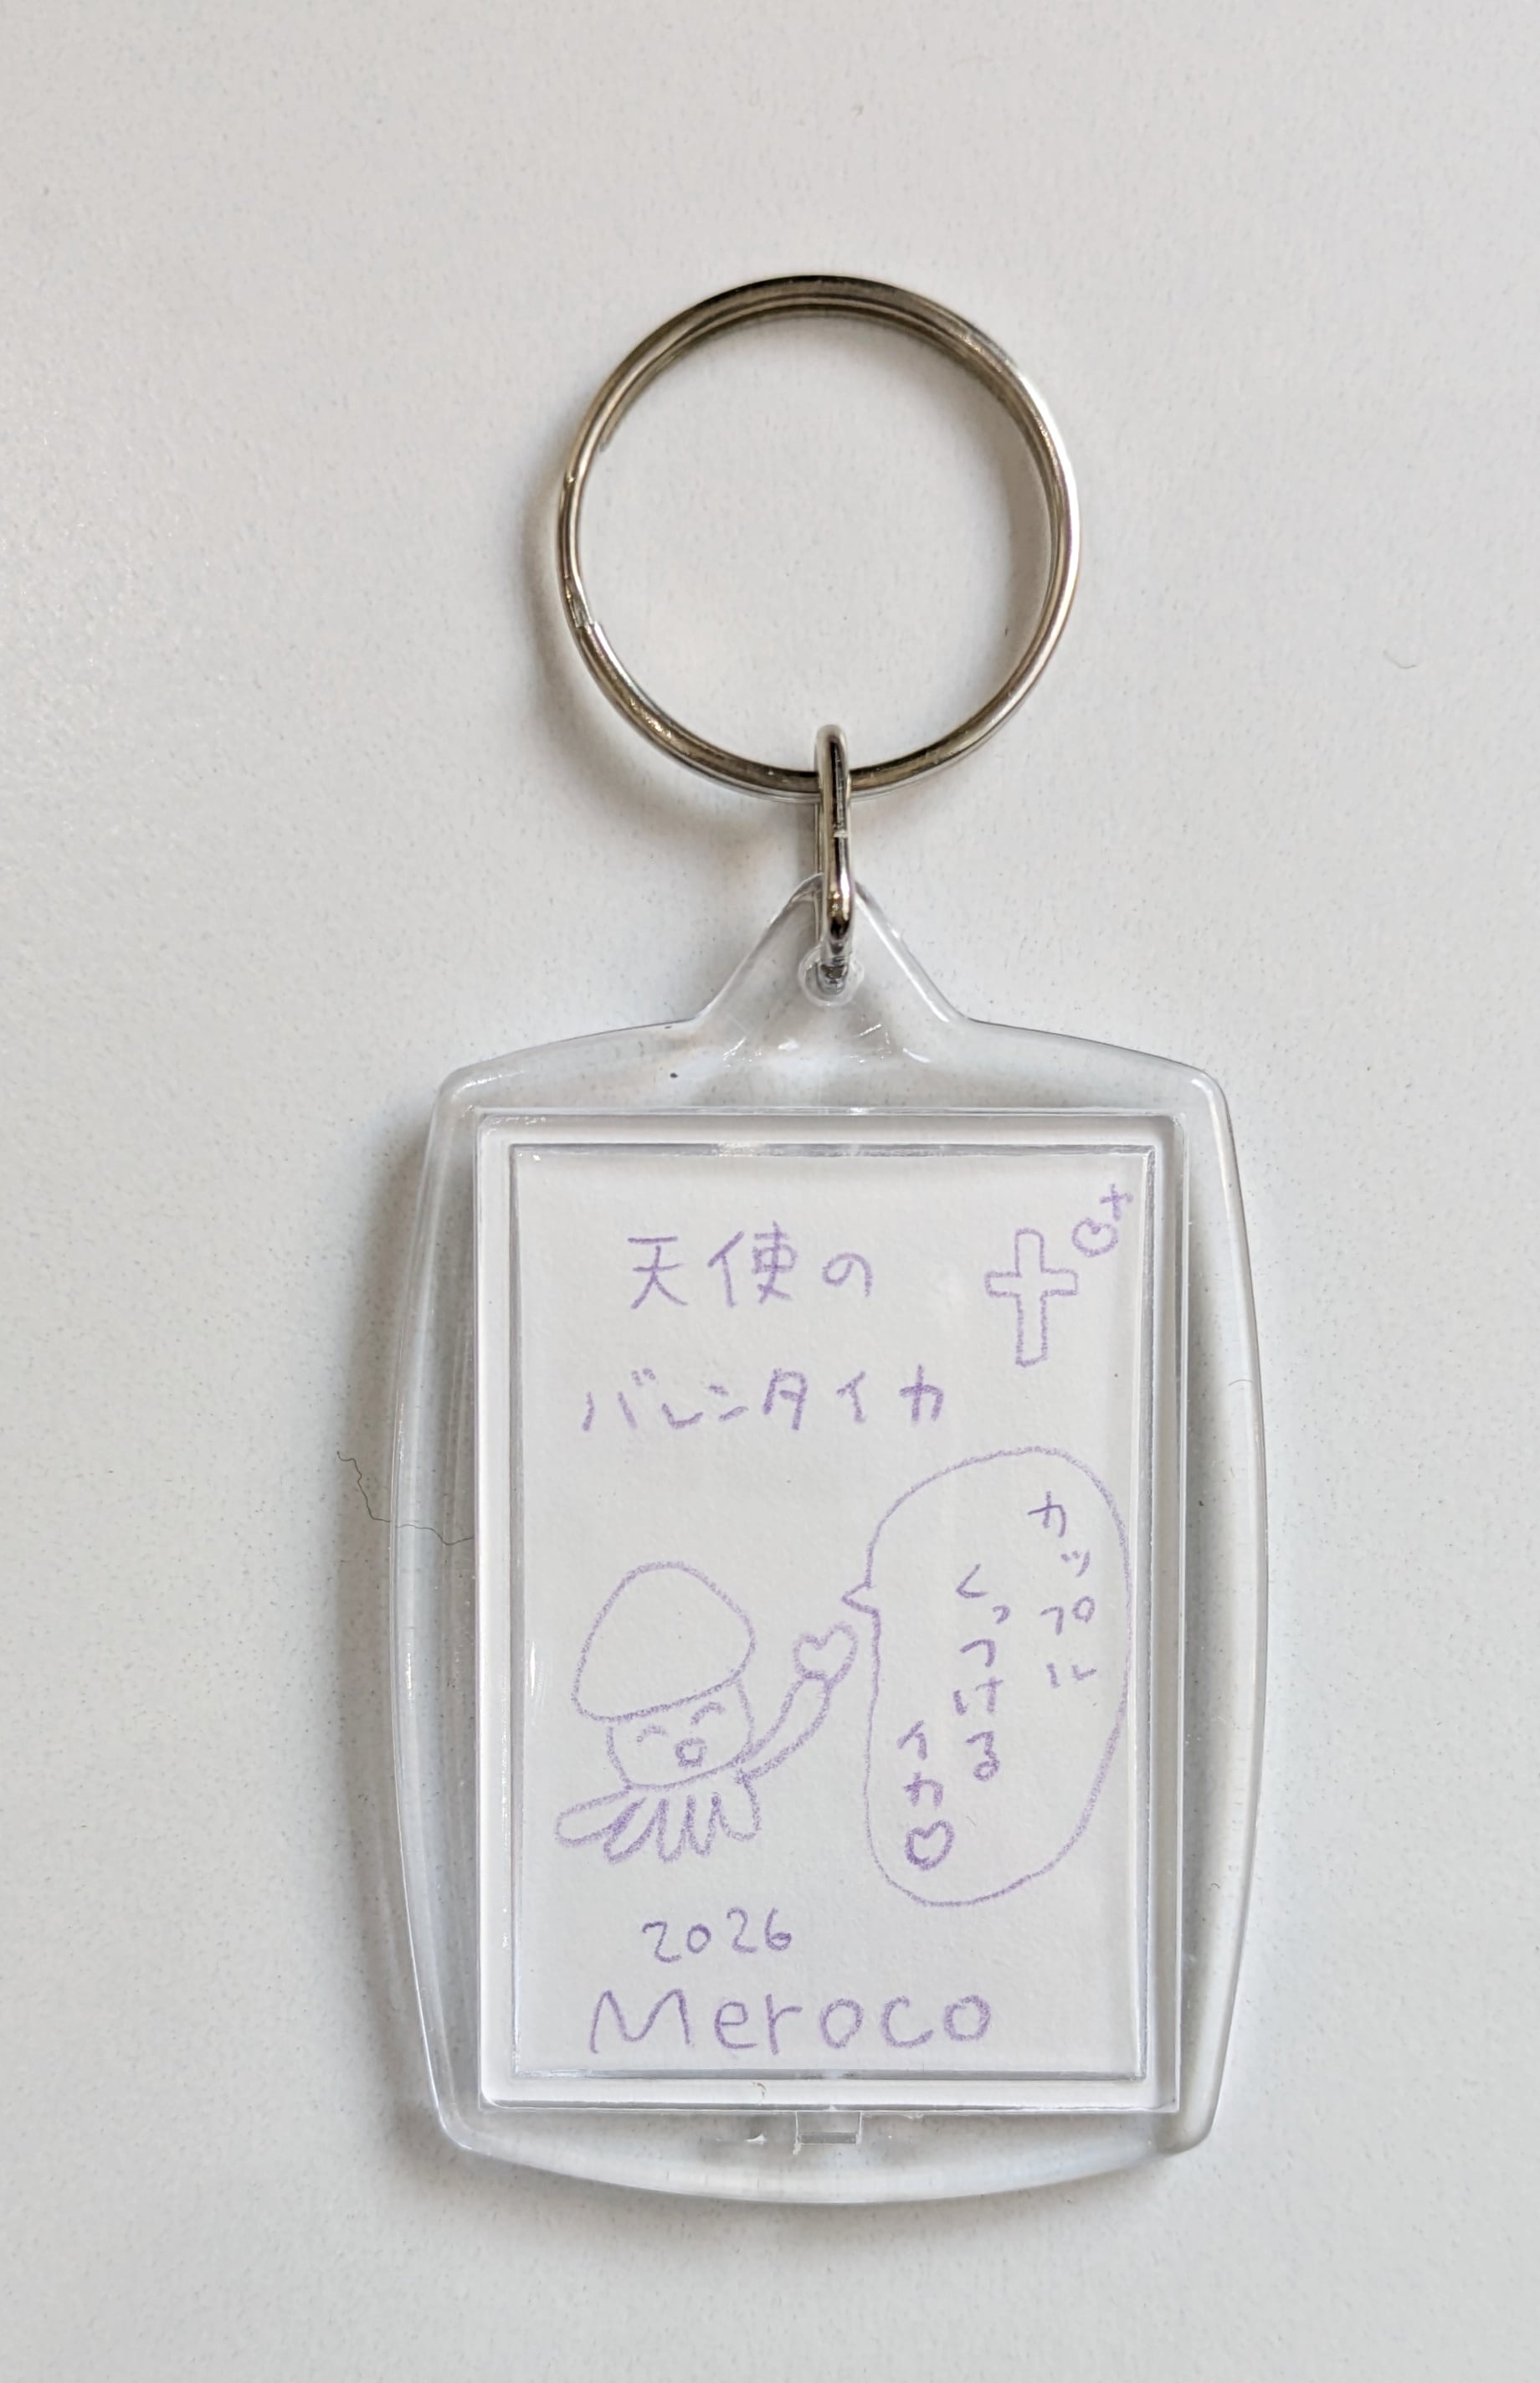 天使の
バレンタイカ
カップル
くっつける
イカ♡
2026
Meroco